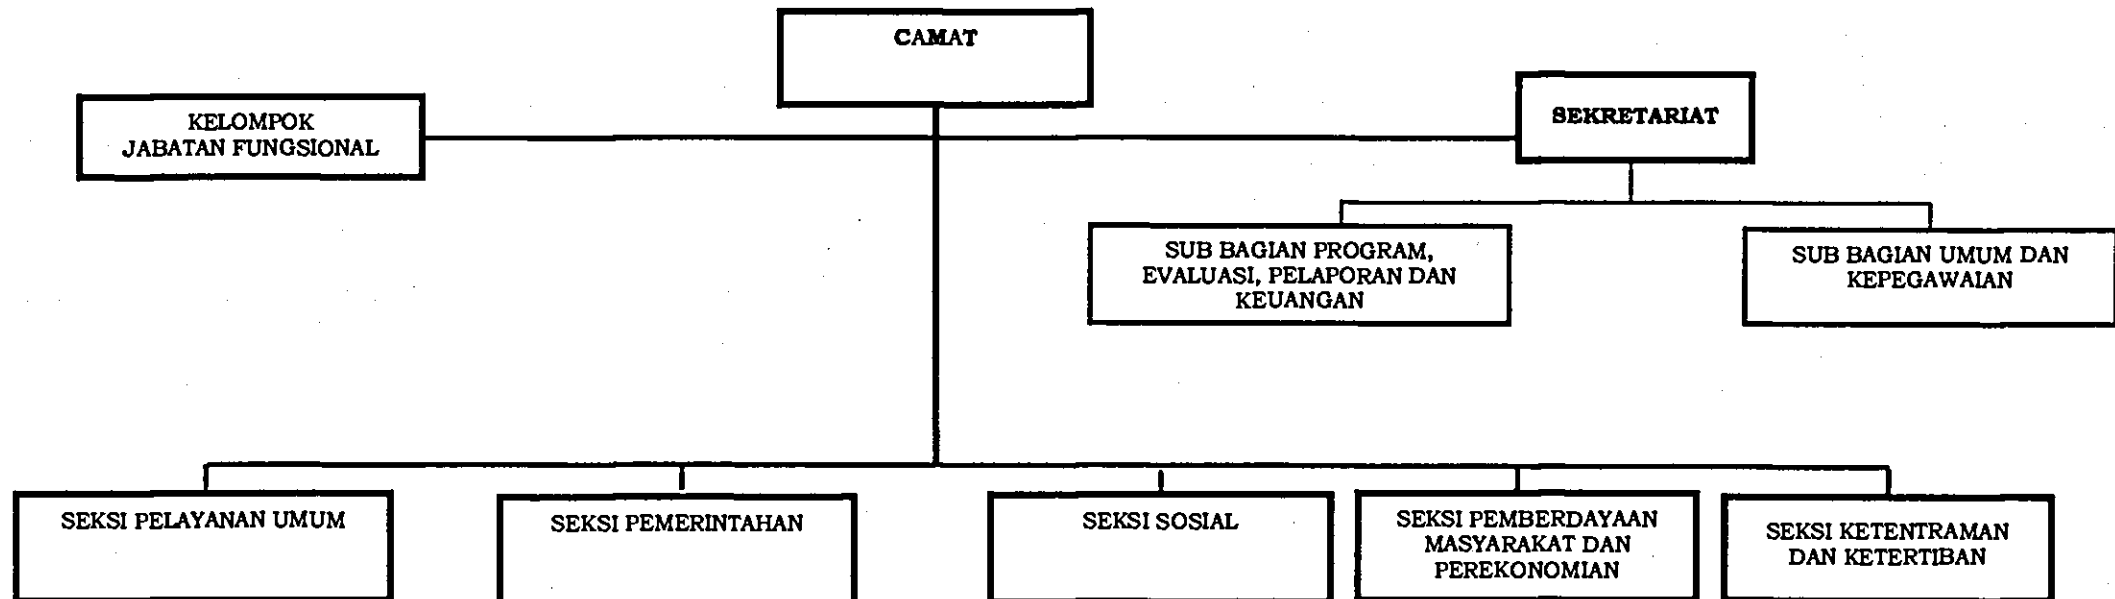 CAMAT
KELOMPOK
JABATAN FUNGSIONAL
SEKRETARIAT
SUB BAGIAN PROGRAM,
EVALUASI, PELAPORAN DAN
KEUANGAN
SUB BAGIAN UMUM DAN
KEPEGAWAIAN
SEKSI PELAYANAN UMUM
SEKSI PEMERINTAHAN
SEKSI SOSIAL
SEKSI PEMBERDAYAAN
MASYARAKAT DAN
PEREKONOMIAN
SEKSI KETENTRAMAN
DAN KETERTIBAN